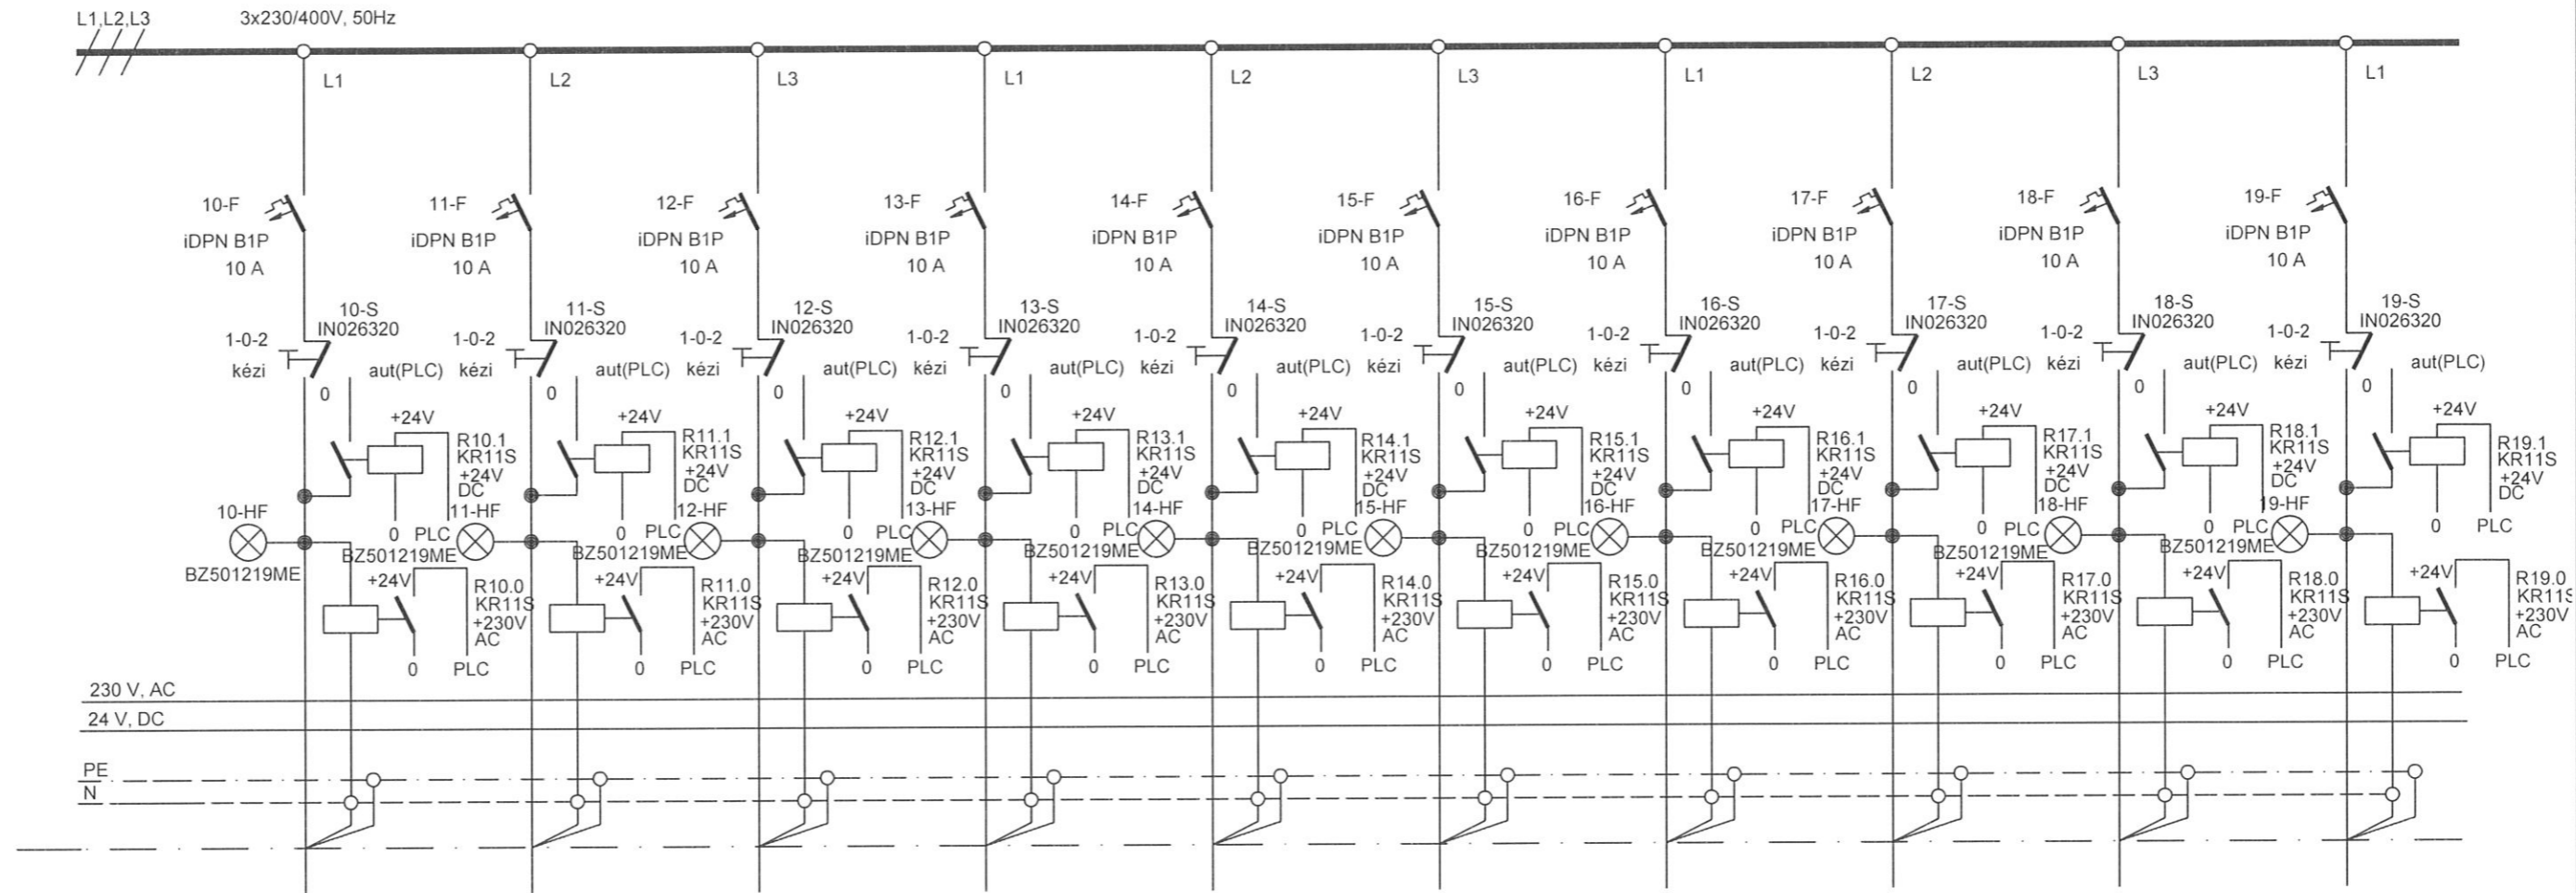 L1,L2,L3
3x230/400V, 50Hz
L1
L2
L3
L1
L2
L3
L1
L2
L3
L1
10-F
iDPN B1P
10 A
11-F
iDPN B1P
10 A
12-F
iDPN B1P
10 A
13-F
iDPN B1P
10 A
14-F
iDPN B1P
10 A
15-F
iDPN B1P
10 A
16-F
iDPN B1P
10 A
17-F
iDPN B1P
10 A
18-F
iDPN B1P
10 A
19-F
iDPN B1P
10 A
10-S
IN026320
1-0-2
kézi
0
aut(PLC)
11-S
IN026320
1-0-2
kézi
0
aut(PLC)
12-S
IN026320
1-0-2
kézi
0
aut(PLC)
13-S
IN026320
1-0-2
kézi
0
aut(PLC)
14-S
IN026320
1-0-2
kézi
0
aut(PLC)
15-S
IN026320
1-0-2
kézi
0
aut(PLC)
16-S
IN026320
1-0-2
kézi
0
aut(PLC)
17-S
IN026320
1-0-2
kézi
0
aut(PLC)
18-S
IN026320
1-0-2
kézi
0
aut(PLC)
19-S
IN026320
1-0-2
kézi
0
aut(PLC)
+24V
R10.1
KR11S
+24V
DC
0
PLC
+24V
R11.1
KR11S
+24V
DC
0
PLC
+24V
R12.1
KR11S
+24V
DC
0
PLC
+24V
R13.1
KR11S
+24V
DC
0
PLC
+24V
R14.1
KR11S
+24V
DC
0
PLC
+24V
R15.1
KR11S
+24V
DC
0
PLC
+24V
R16.1
KR11S
+24V
DC
0
PLC
+24V
R17.1
KR11S
+24V
DC
0
PLC
+24V
R18.1
KR11S
+24V
DC
0
PLC
+24V
R19.1
KR11S
+24V
DC
0
PLC
10-HF
BZ501219ME
11-HF
BZ501219ME
12-HF
BZ501219ME
13-HF
BZ501219ME
14-HF
BZ501219ME
15-HF
BZ501219ME
16-HF
BZ501219ME
17-HF
BZ501219ME
18-HF
BZ501219ME
19-HF
BZ501219ME
+24V
R10.0
KR11S
+230V
AC
0
PLC
+24V
R11.0
KR11S
+230V
AC
0
PLC
+24V
R12.0
KR11S
+230V
AC
0
PLC
+24V
R13.0
KR11S
+230V
AC
0
PLC
+24V
R14.0
KR11S
+230V
AC
0
PLC
+24V
R15.0
KR11S
+230V
AC
0
PLC
+24V
R16.0
KR11S
+230V
AC
0
PLC
+24V
R17.0
KR11S
+230V
AC
0
PLC
+24V
R18.0
KR11S
+230V
AC
0
PLC
+24V
R19.0
KR11S
+230V
AC
0
PLC
230 V, AC
24 V, DC
PE
N